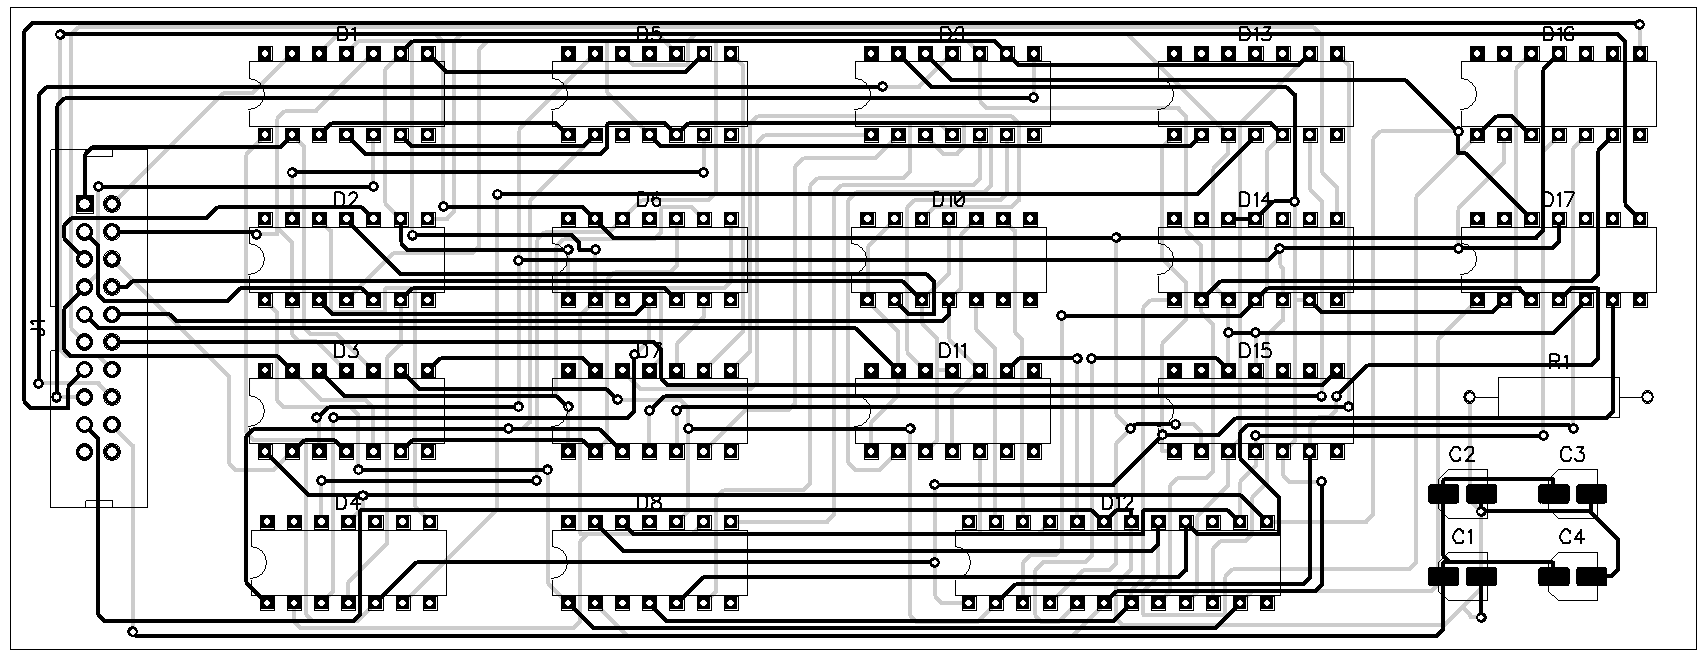 D1 D5 D9 D13 D16
D2 D6 D10 D14 D17
J1
D3 D7 D11 D15 R1
C2 C3
D4 D8 D12
C1 C4